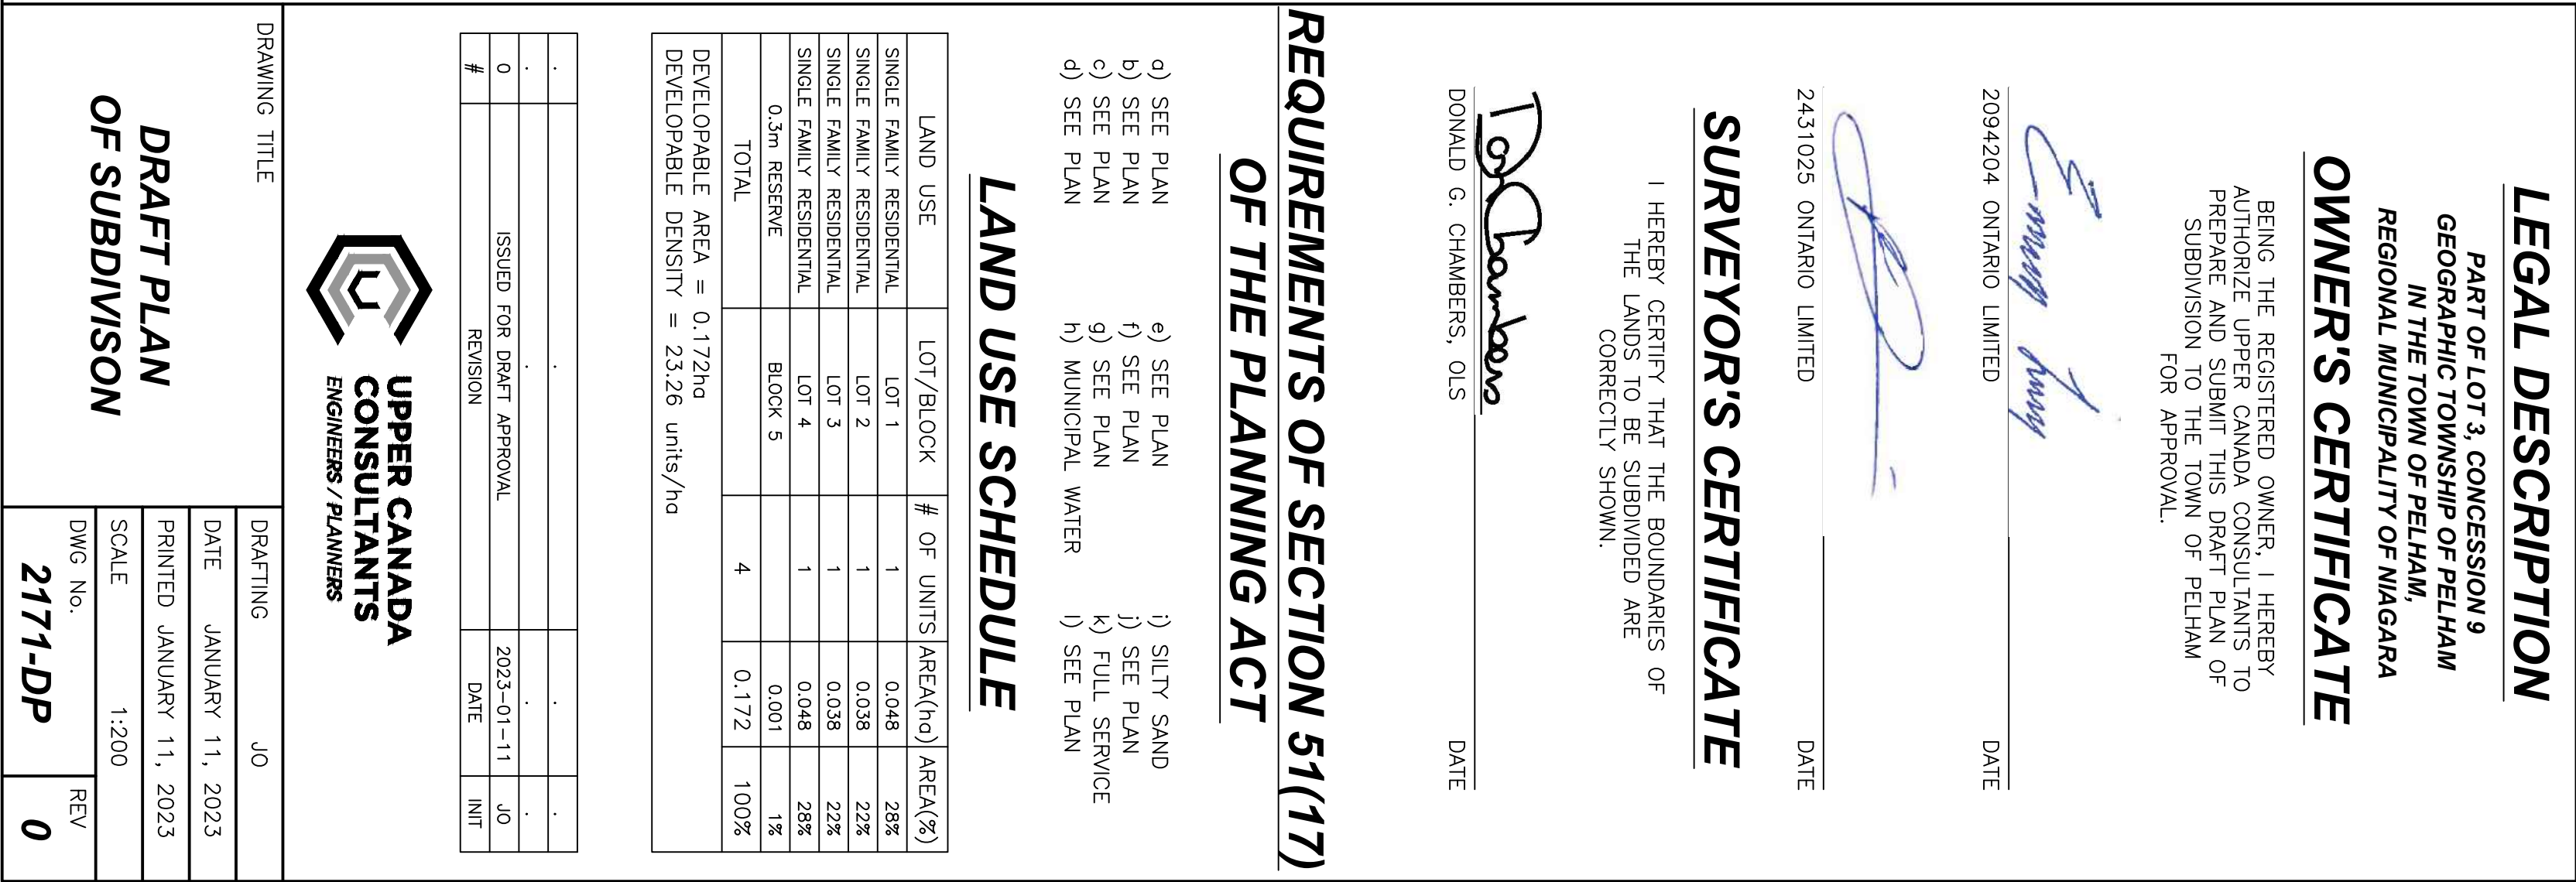 LEGAL DESCRIPTION
PART OF LOT 3, CONCESSION 9
GEOGRAPHIC TOWNSHIP OF PELHAM
IN THE TOWN OF PELHAM,
REGIONAL MUNICIPALITY OF NIAGARA
OWNER'S CERTIFICATE
BEING THE REGISTERED OWNER, I HEREBY
AUTHORIZE UPPER CANADA CONSULTANTS TO
PREPARE AND SUBMIT THIS DRAFT PLAN OF
SUBDIVISION TO THE TOWN OF PELHAM
FOR APPROVAL.
2094204 ONTARIO LIMITED DATE
2431025 ONTARIO LIMITED DATE
SURVEYOR'S CERTIFICATE
I HEREBY CERTIFY THAT THE BOUNDARIES OF
THE LANDS TO BE SUBDIVIDED ARE
CORRECTLY SHOWN.
Don Chambers
DONALD G. CHAMBERS, OLS DATE
REQUIREMENTS OF SECTION 51(17)
OF THE PLANNING ACT
a) SEE PLAN e) SEE PLAN i) SILTY SAND
b) SEE PLAN f) SEE PLAN j) SEE PLAN
c) SEE PLAN g) SEE PLAN k) FULL SERVICE
d) SEE PLAN h) MUNICIPAL WATER l) SEE PLAN
LAND USE SCHEDULE
LAND USE LOT/BLOCK # OF UNITS AREA(ha) AREA(%)
SINGLE FAMILY RESIDENTIAL LOT 1 1 0.048 28%
SINGLE FAMILY RESIDENTIAL LOT 2 1 0.038 22%
SINGLE FAMILY RESIDENTIAL LOT 3 1 0.038 22%
SINGLE FAMILY RESIDENTIAL LOT 4 1 0.048 28%
0.3m RESERVE BLOCK 5 0.001 1%
TOTAL 4 0.172 100%
DEVELOPABLE AREA = 0.172ha
DEVELOPABLE DENSITY = 23.26 units/ha
0 ISSUED FOR DRAFT APPROVAL 2023-01-11 JO
# REVISION DATE INIT
UPPER CANADA
CONSULTANTS
ENGINEERS / PLANNERS
DRAWING TITLE
DRAFT PLAN
OF SUBDIVISON
DRAFTING JO
DATE JANUARY 11, 2023
PRINTED JANUARY 11, 2023
SCALE 1:200
DWG No. REV
2171-DP 0